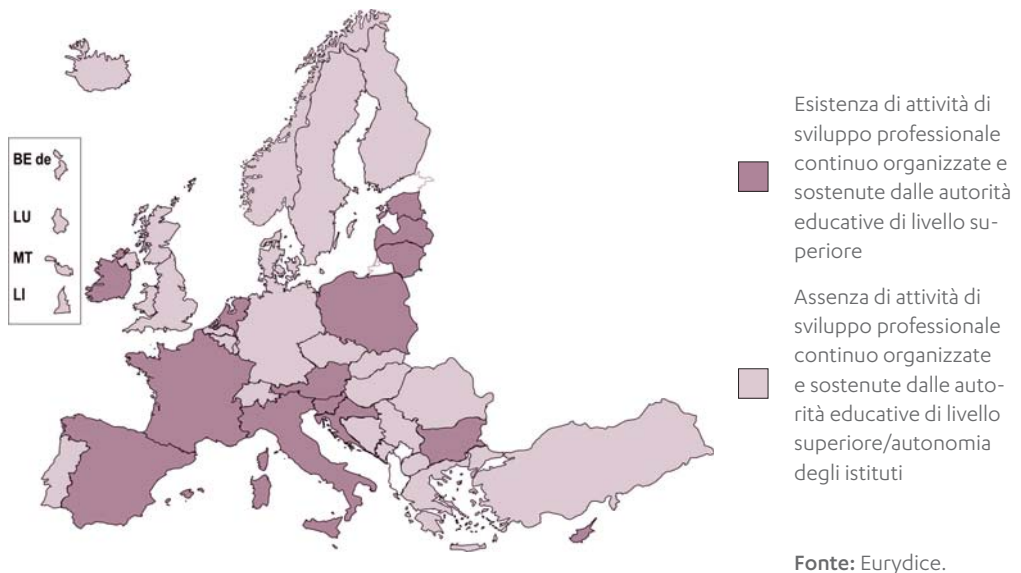 BE de
LU
MT
LI
Esistenza di attività di
sviluppo professionale
continuo organizzate e
sostenute dalle autorità
educative di livello su-
periore
Assenza di attività di
sviluppo professionale
continuo organizzate
e sostenute dalle auto-
rità educative di livello
superiore/autonomia
degli istituti
Fonte: Eurydice.